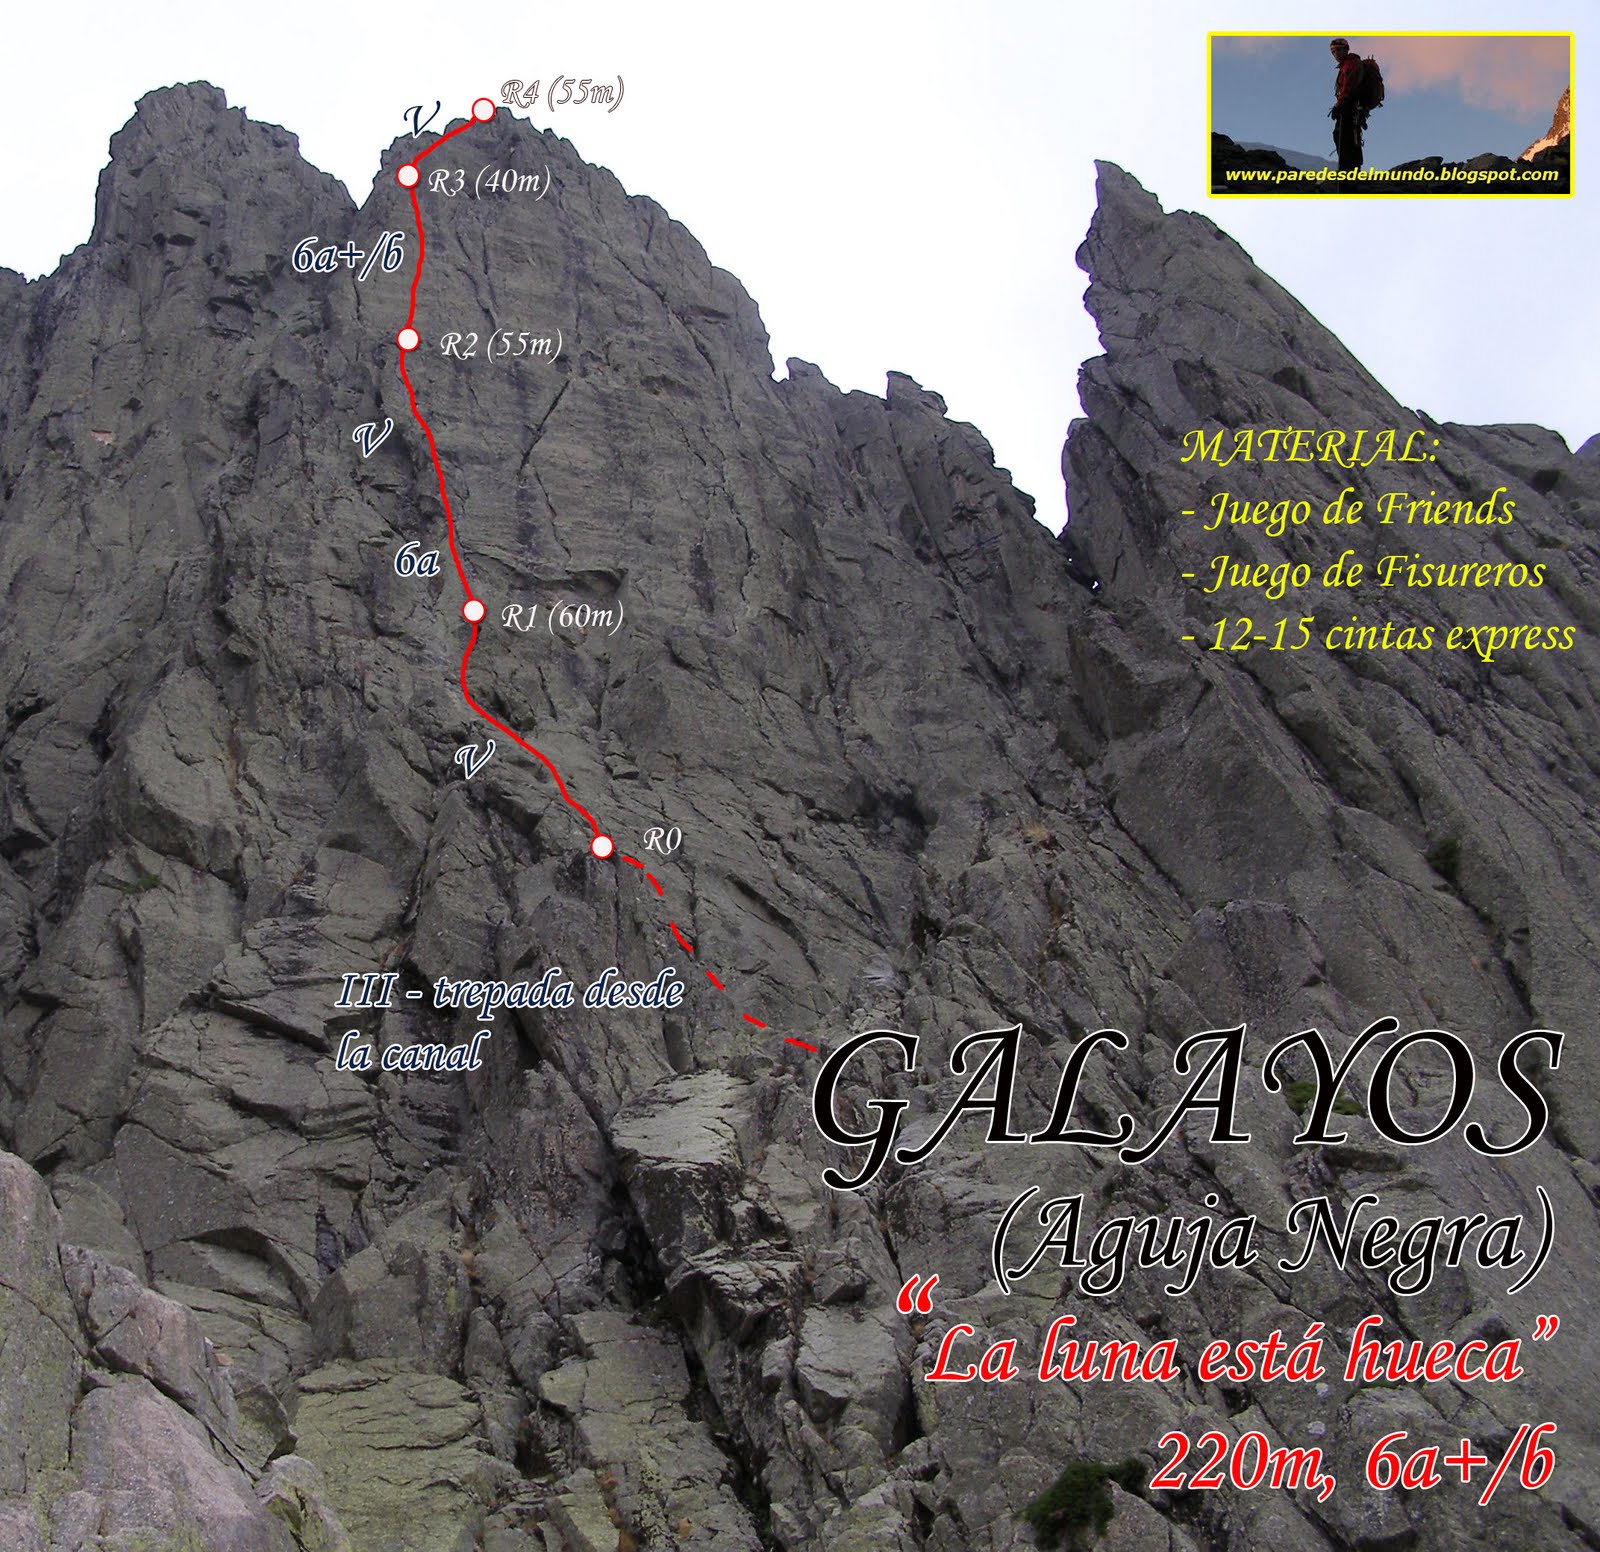 www.paredesdelmundo.blogspot.com
V
R4 (55m)
R3 (40m)
6a+/b
R2 (55m)
V
6a
R1 (60m)
V
R0
III - trepada desde
la canal
MATERIAL:
- Juego de Friends
- Juego de Fisureros
- 12-15 cintas express
GALAYOS
(Aguja Negra)
“La luna está hueca”
220m, 6a+/b